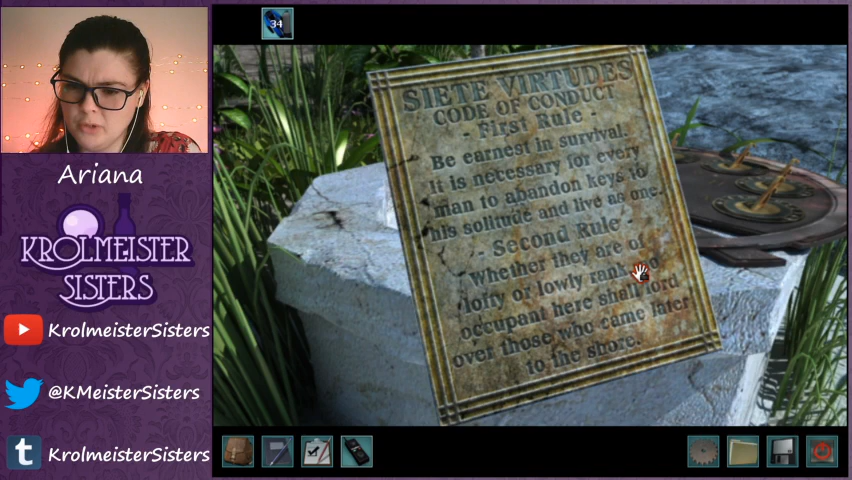 34
SIETE VIRTUDES
CODE OF CONDUCT
- First Rule -
Be earnest in survival.
It is necessary for every
man to abandon keys to
his solitude and live as one.
- Second Rule -
Whether they are of
lofty or lowly rank no
occupant here shall lord
over those who came later
to the shore.
Ariana
KROLMEISTER
SISTERS
KrolmeisterSisters
@KMeisterSisters
KrolmeisterSisters